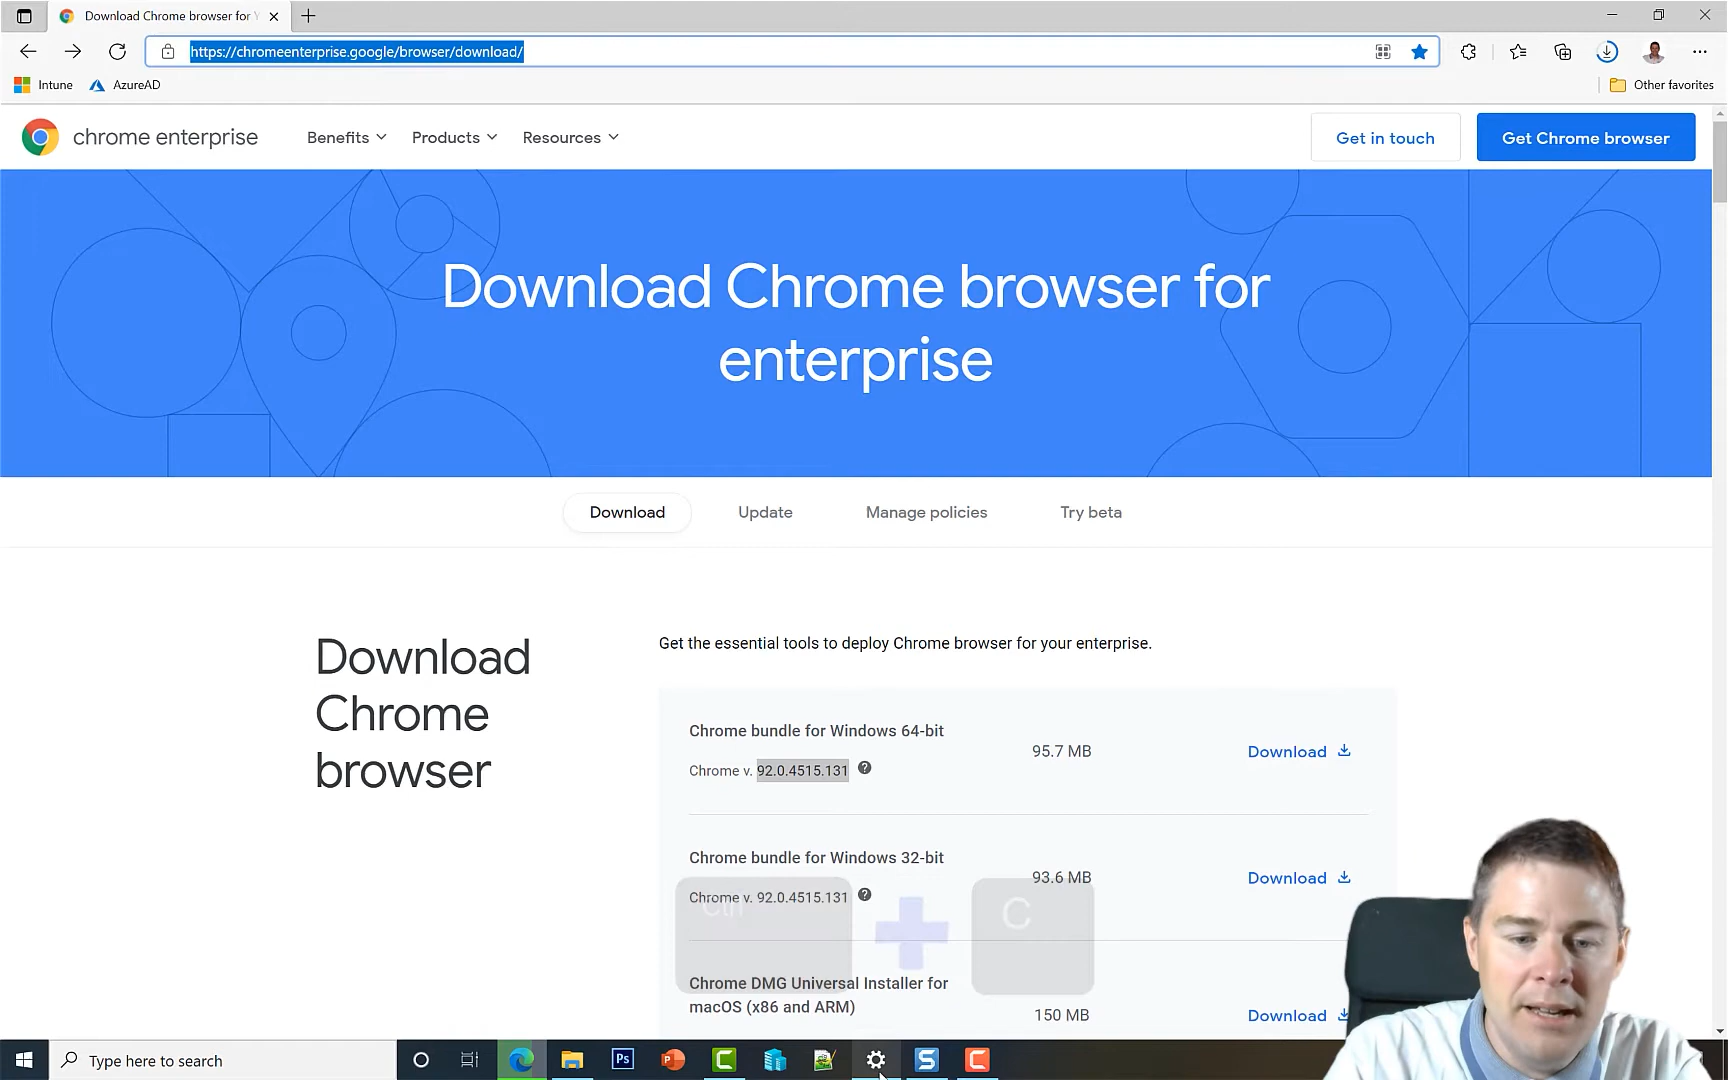 Download Chrome browser for Y
https://chromeenterprise.google/browser/download/
Intune
AzureAD
Other favorites
chrome enterprise
Benefits
Products
Resources
Get in touch
Get Chrome browser
Download Chrome browser for
enterprise
Download
Update
Manage policies
Try beta
Download
Chrome
browser
Get the essential tools to deploy Chrome browser for your enterprise.
Chrome bundle for Windows 64-bit
Chrome v. 92.0.4515.131
95.7 MB
Download
Chrome bundle for Windows 32-bit
Chrome v. 92.0.4515.131
93.6 MB
Download
Ctrl
C
Chrome DMG Universal Installer for
macOS (x86 and ARM)
150 MB
Download
Type here to search
Ps
P
C
S
C